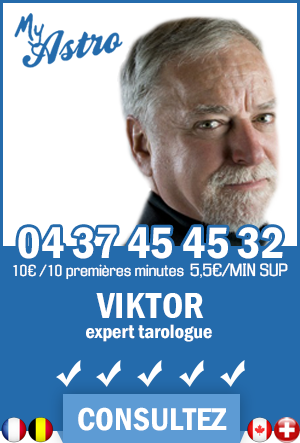 My
Astro
04 37 45 45 32
10€ /10 premières minutes 5,5€/MIN SUP
VIKTOR
expert tarologue
CONSULTEZ